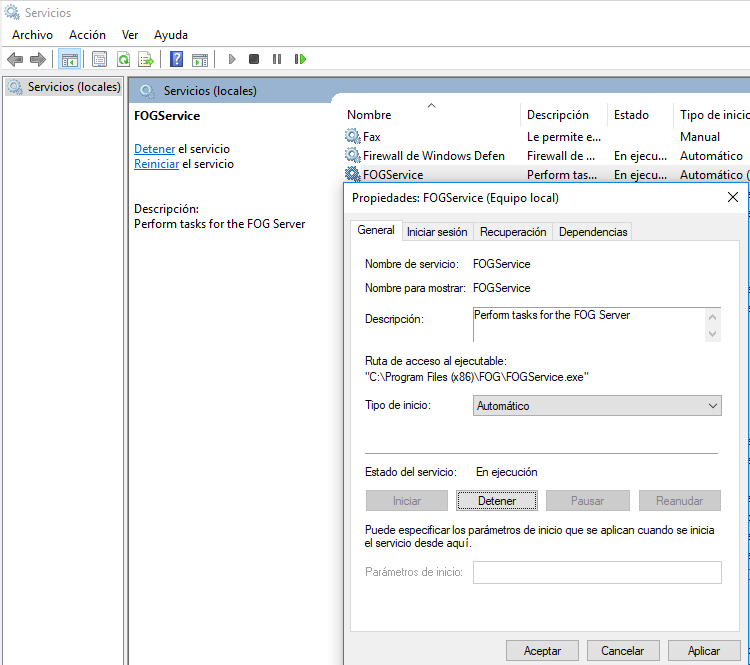 Servicios
Archivo Acción Ver Ayuda
Servicios (locales)
Servicios (locales)
FOGService
Detener el servicio
Reiniciar el servicio
Descripción:
Perform tasks for the FOG Server
Nombre Descripción Estado Tipo de inicio
Fax Le permite e... Manual
Firewall de Windows Defen Firewall de ... En ejecu... Automático
FOGService Perform tas... En ejecu... Automático (
Propiedades: FOGService (Equipo local)
General Iniciar sesión Recuperación Dependencias
Nombre de servicio: FOGService
Nombre para mostrar: FOGService
Descripción: Perform tasks for the FOG Server
Ruta de acceso al ejecutable:
"C:\Program Files (x86)\FOG\FOGService.exe"
Tipo de inicio: Automático
Estado del servicio: En ejecución
Iniciar Detener Pausar Reanudar
Puede especificar los parámetros de inicio que se aplican cuando se inicia
el servicio desde aquí.
Parámetros de inicio:
Aceptar Cancelar Aplicar